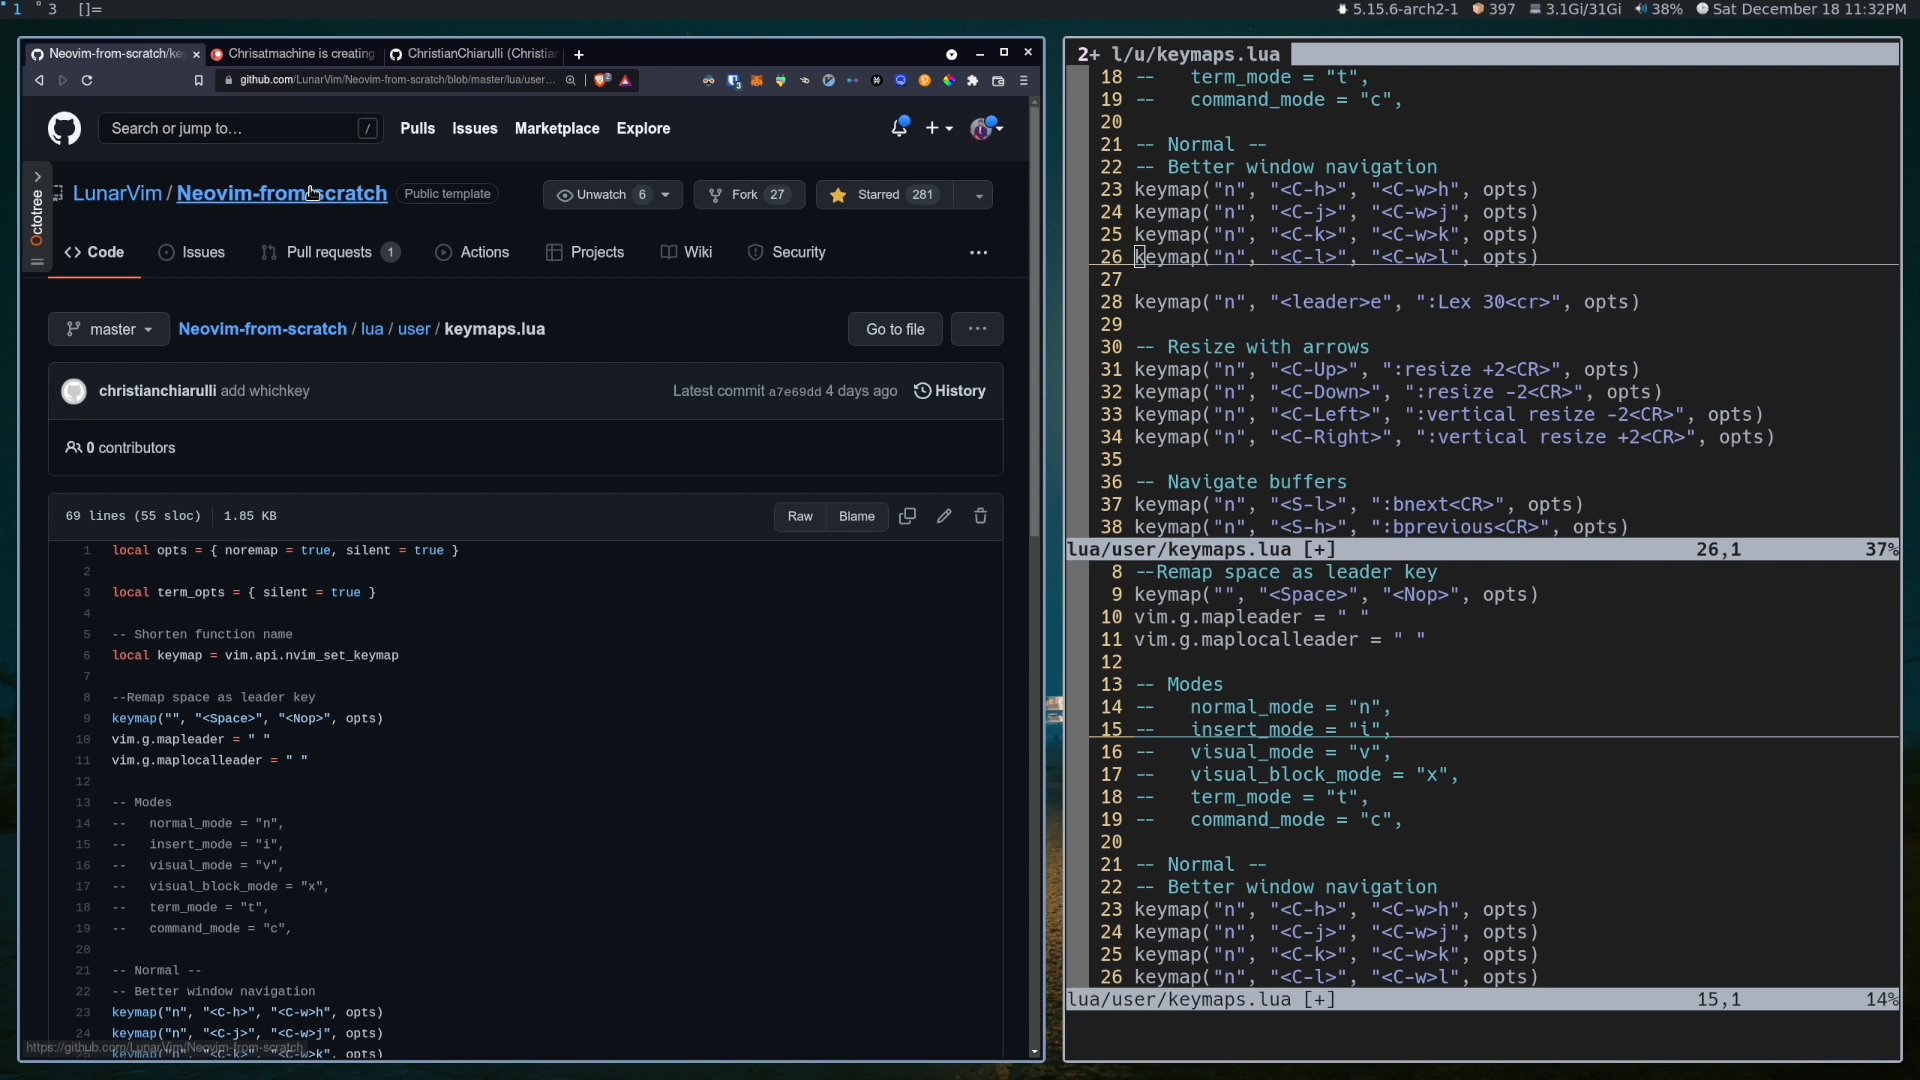 1 3 []= 5.15.6-arch2-1 397 3.1Gi/31Gi 38% Sat December 18 11:32PM
Neovim-from-scratch/key Chrisatmachine is creating ChristianChiarulli (Christia
github.com/LunarVim/Neovim-from-scratch/blob/master/lua/user...
Search or jump to... / Pulls Issues Marketplace Explore
Octotree
LunarVim / Neovim-from-scratch Public template Unwatch 6 Fork 27 Starred 281
Code Issues Pull requests 1 Actions Projects Wiki Security ...
master Neovim-from-scratch / lua / user / keymaps.lua Go to file ...
christianchiarulli add whichkey Latest commit a7e69dd 4 days ago History
0 contributors
69 lines (55 sloc) 1.85 KB Raw Blame
1 local opts = { noremap = true, silent = true }
2
3 local term_opts = { silent = true }
4
5 -- Shorten function name
6 local keymap = vim.api.nvim_set_keymap
7
8 --Remap space as leader key
9 keymap("", "<Space>", "<Nop>", opts)
10 vim.g.mapleader = " "
11 vim.g.maplocalleader = " "
12
13 -- Modes
14 --   normal_mode = "n",
15 --   insert_mode = "i",
16 --   visual_mode = "v",
17 --   visual_block_mode = "x",
18 --   term_mode = "t",
19 --   command_mode = "c",
20
21 -- Normal --
22 -- Better window navigation
23 keymap("n", "<C-h>", "<C-w>h", opts)
24 keymap("n", "<C-j>", "<C-w>j", opts)
keymap("n", "<C-k>", "<C-w>k", opts)
https://github.com/LunarVim/Neovim-from-scratch
2+ l/u/keymaps.lua
18 --   term_mode = "t",
19 --   command_mode = "c",
20
21 -- Normal --
22 -- Better window navigation
23 keymap("n", "<C-h>", "<C-w>h", opts)
24 keymap("n", "<C-j>", "<C-w>j", opts)
25 keymap("n", "<C-k>", "<C-w>k", opts)
26 keymap("n", "<C-l>", "<C-w>l", opts)
27
28 keymap("n", "<leader>e", ":Lex 30<cr>", opts)
29
30 -- Resize with arrows
31 keymap("n", "<C-Up>", ":resize +2<CR>", opts)
32 keymap("n", "<C-Down>", ":resize -2<CR>", opts)
33 keymap("n", "<C-Left>", ":vertical resize -2<CR>", opts)
34 keymap("n", "<C-Right>", ":vertical resize +2<CR>", opts)
35
36 -- Navigate buffers
37 keymap("n", "<S-l>", ":bnext<CR>", opts)
38 keymap("n", "<S-h>", ":bprevious<CR>", opts)
lua/user/keymaps.lua [+] 26,1 37%
8 --Remap space as leader key
9 keymap("", "<Space>", "<Nop>", opts)
10 vim.g.mapleader = " "
11 vim.g.maplocalleader = " "
12
13 -- Modes
14 --   normal_mode = "n",
15 --   insert_mode = "i",
16 --   visual_mode = "v",
17 --   visual_block_mode = "x",
18 --   term_mode = "t",
19 --   command_mode = "c",
20
21 -- Normal --
22 -- Better window navigation
23 keymap("n", "<C-h>", "<C-w>h", opts)
24 keymap("n", "<C-j>", "<C-w>j", opts)
25 keymap("n", "<C-k>", "<C-w>k", opts)
26 keymap("n", "<C-l>", "<C-w>l", opts)
lua/user/keymaps.lua [+] 15,1 14%